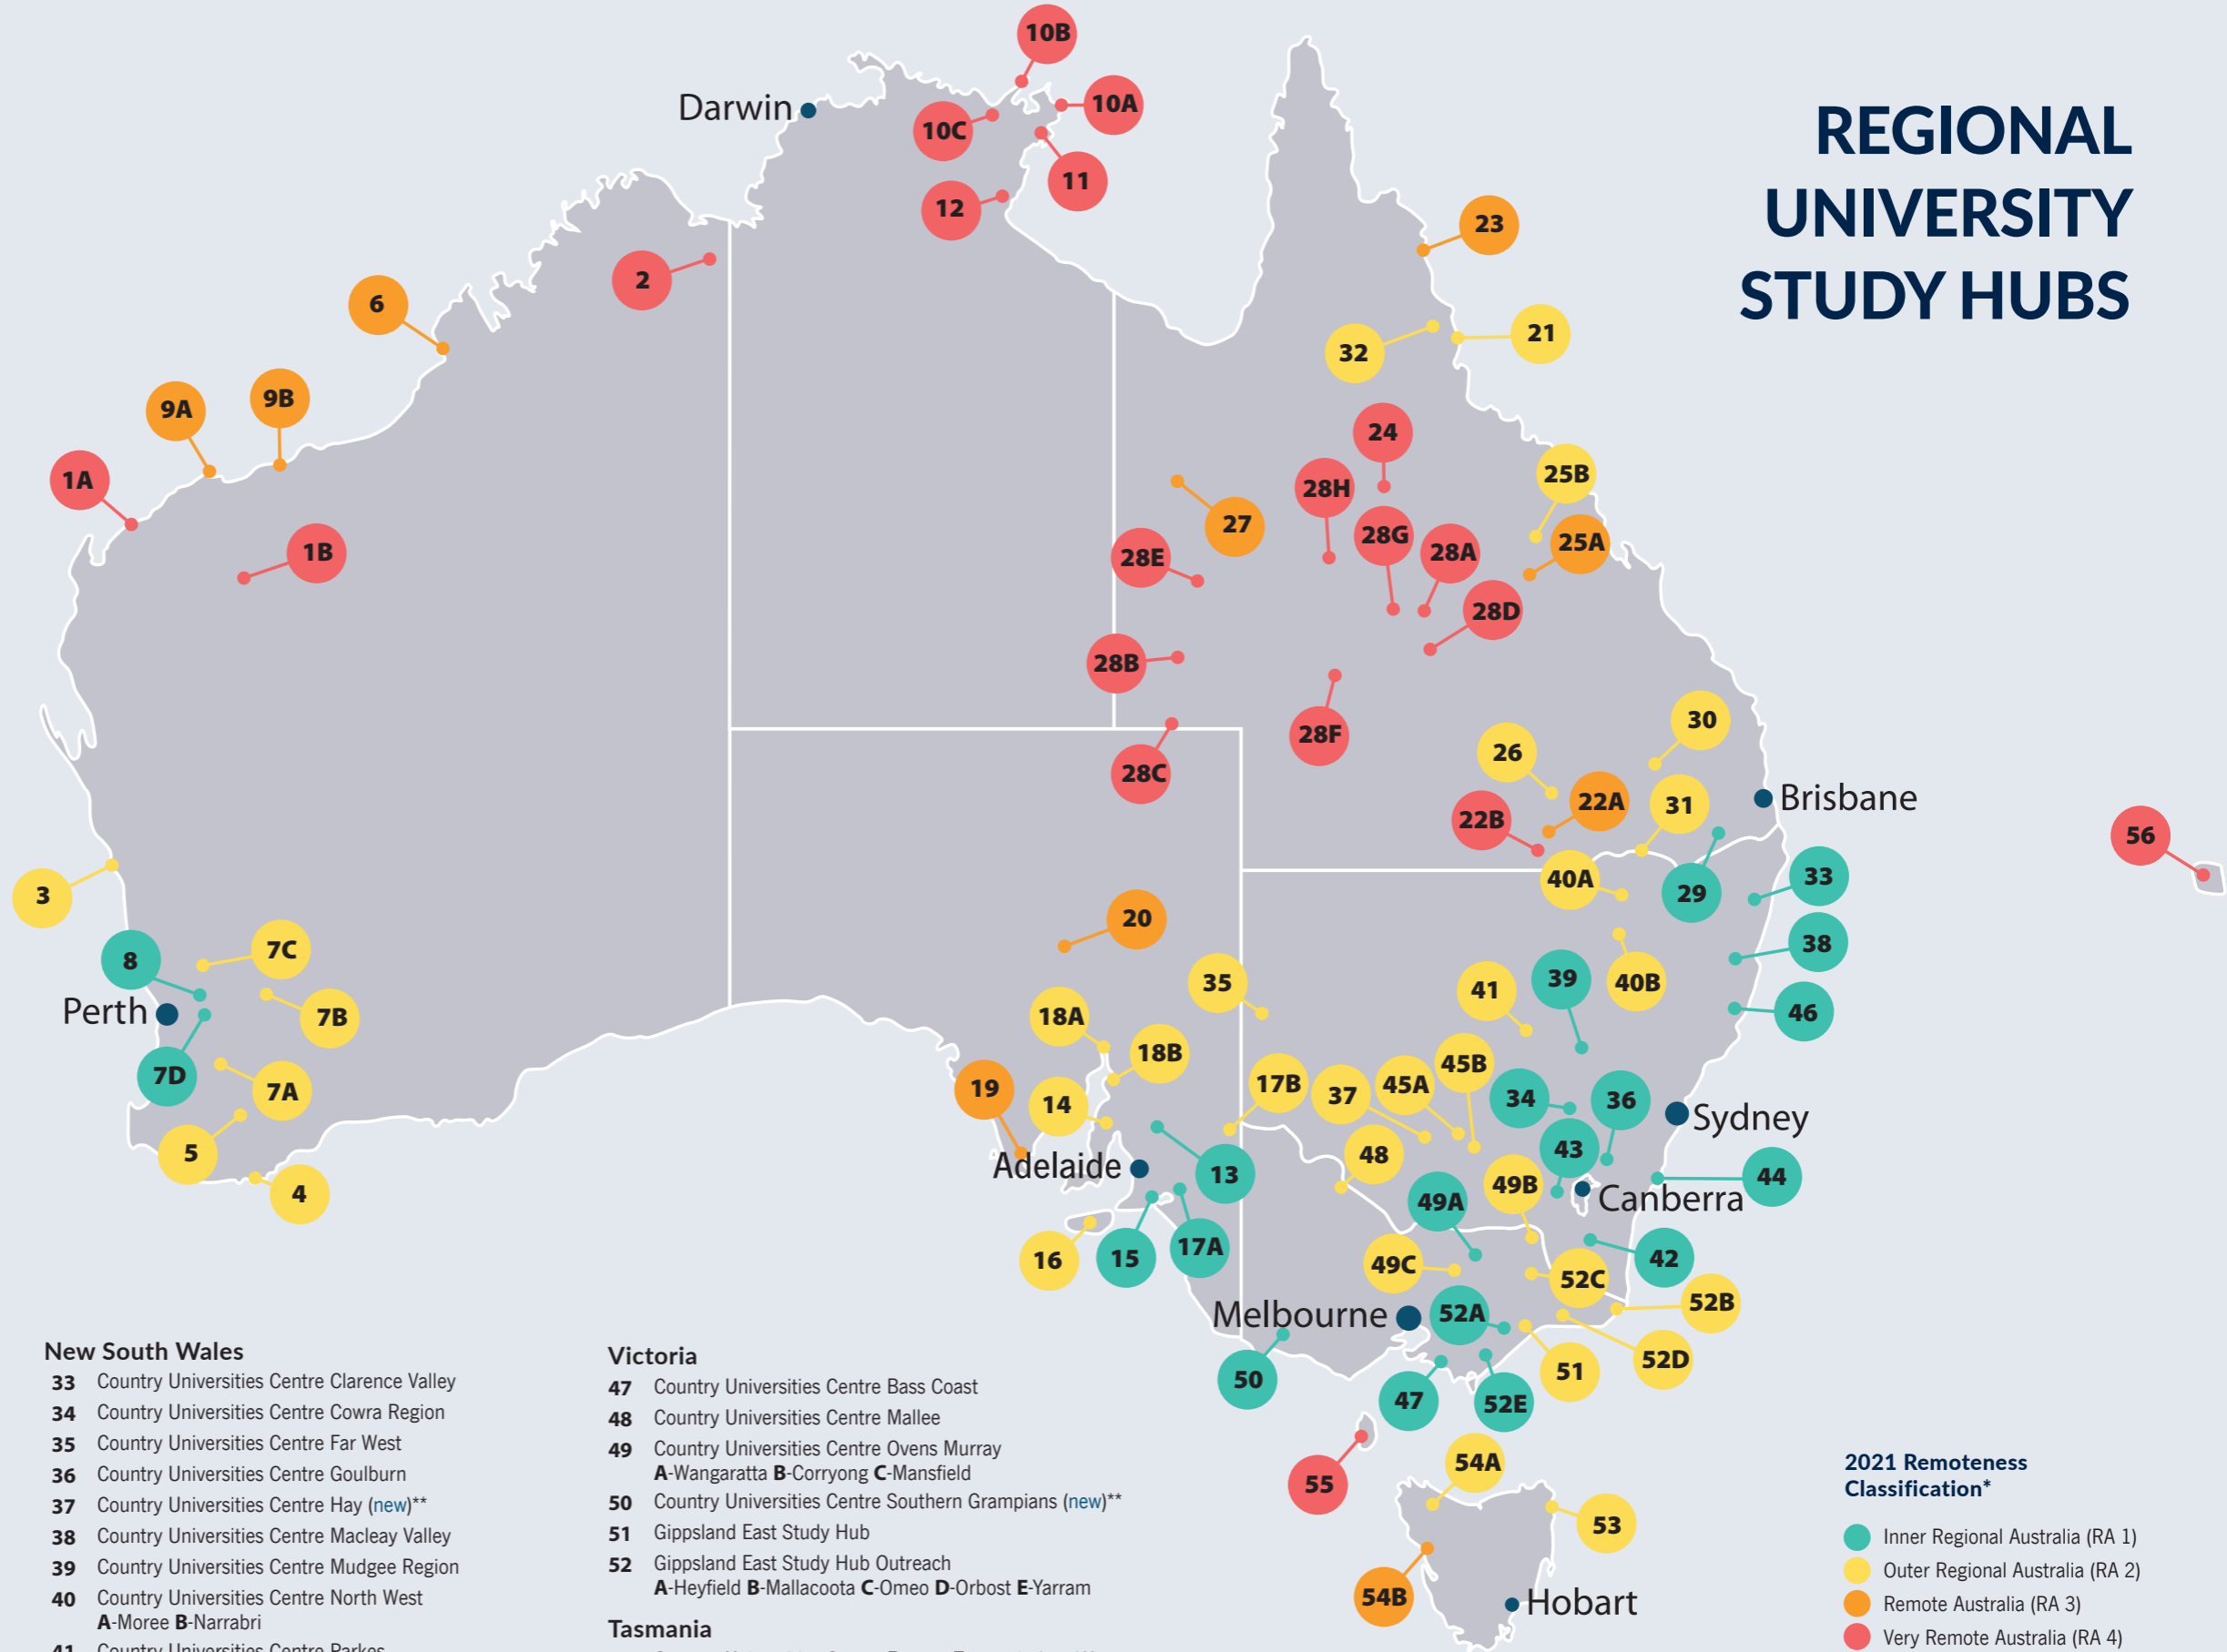 REGIONAL
UNIVERSITY
STUDY HUBS
10B
Darwin
10A
10C
11
12
23
2
6
21
32
9B
9A
24
25B
1A
28H
27
28G
25A
1B
28E
28A
28D
28B
30
28F
26
28C
Brisbane
22A
31
22B
56
33
40A
29
3
20
38
8
7C
39
35
40B
41
46
Perth
7B
18A
18B
45B
7D
17B
45A
19
7A
37
34
36
14
Sydney
43
5
48
Adelaide
13
44
49B
4
49A
Canberra
17A
15
16
42
49C
52C
52B
Melbourne
52A
52D
51
50
47
52E
54A
55
53
54B
Hobart
New South Wales
33 Country Universities Centre Clarence Valley
34 Country Universities Centre Cowra Region
35 Country Universities Centre Far West
36 Country Universities Centre Goulburn
37 Country Universities Centre Hay (new)**
38 Country Universities Centre Macleay Valley
39 Country Universities Centre Mudgee Region
40 Country Universities Centre North West
A-Moree B-Narrabri
41 Country Universities Centre Parkes
Victoria
47 Country Universities Centre Bass Coast
48 Country Universities Centre Mallee
49 Country Universities Centre Ovens Murray
A-Wangaratta B-Corryong C-Mansfield
50 Country Universities Centre Southern Grampians (new)**
51 Gippsland East Study Hub
52 Gippsland East Study Hub Outreach
A-Heyfield B-Mallacoota C-Omeo D-Orbost E-Yarram
Tasmania
2021 Remoteness
Classification*
Inner Regional Australia (RA 1)
Outer Regional Australia (RA 2)
Remote Australia (RA 3)
Very Remote Australia (RA 4)